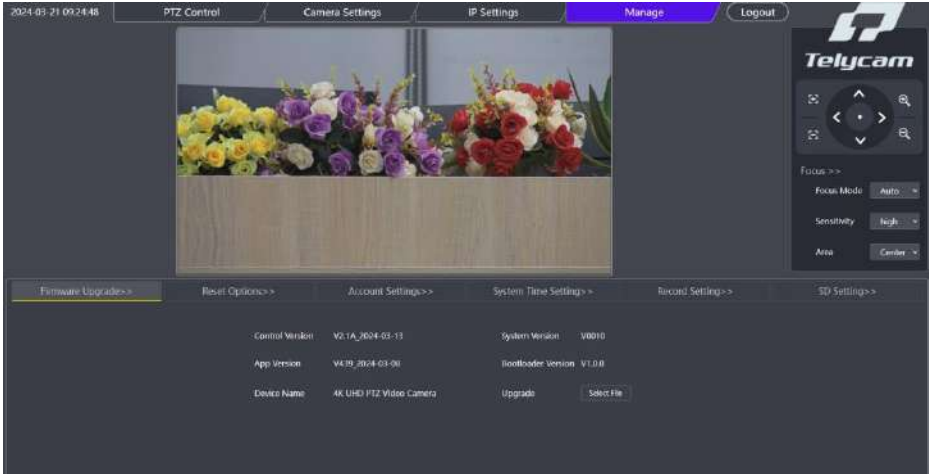 2024-03-21 09:24:48 PTZ Control Camera Settings IP Settings Manage Logout
Telycam
Focus >>
Focus Mode Auto
Sensitivity high
Area Center
Firmware Upgrade>> Reset Options>> Account Settings>> System Time Setting>> Record Setting>> SD Setting>>
Control Version V2.1A_2024-03-13 System Version V0010
App Version V439_2024-03-08 Bootloader Version V1.0.0
Device Name 4K UHD PTZ Video Camera Upgrade Select File